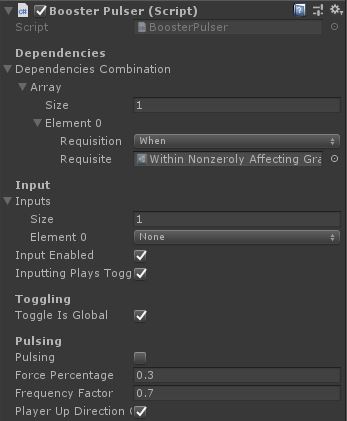 Booster Pulser (Script)
Script BoosterPulser
Dependencies
Dependencies Combination
Array
Size 1
Element 0
Requisition When
Requisite Within Nonzeroly Affecting Gra
Input
Inputs
Size 1
Element 0 None
Input Enabled
Inputting Plays Togg
Toggling
Toggle Is Global
Pulsing
Pulsing
Force Percentage 0.3
Frequency Factor 0.7
Player Up Direction